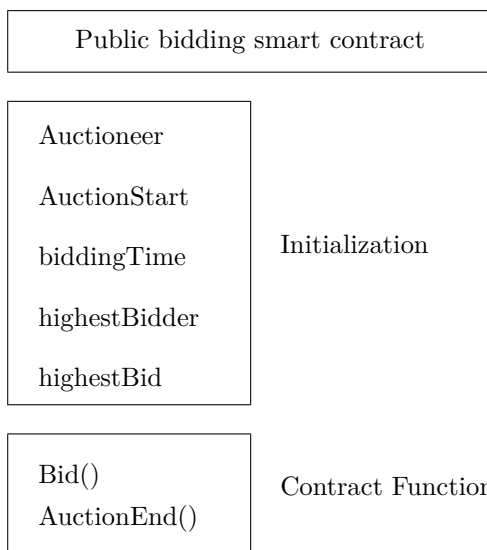 Public bidding smart contract
Auctioneer
AuctionStart
biddingTime
highestBidder
highestBid
Initialization
Bid()
AuctionEnd()
Contract Function